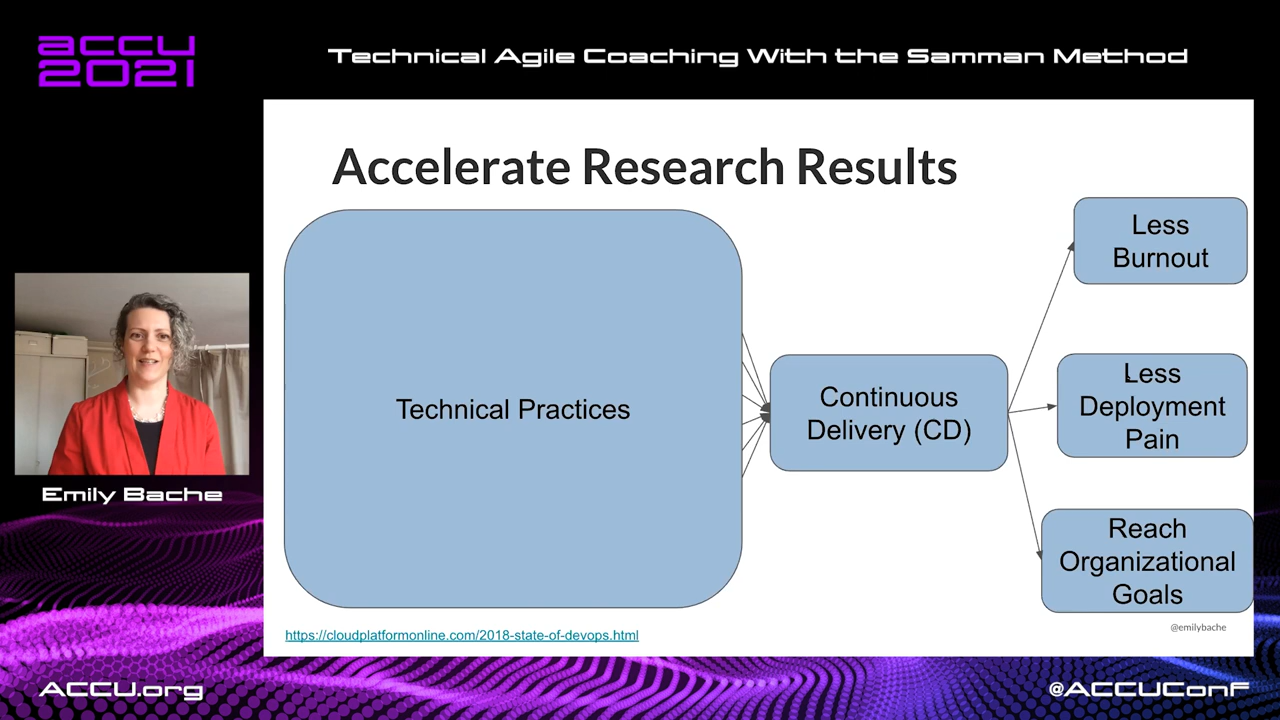 accu
2021
Technical Agile Coaching With the Samman Method
Accelerate Research Results
Technical Practices
Continuous
Delivery (CD)
Less
Burnout
Less
Deployment
Pain
Reach
Organizational
Goals
https://cloudplatformonline.com/2018-state-of-devops.html
@emilybache
Emily Bache
ACCU.org
@ACCUConf